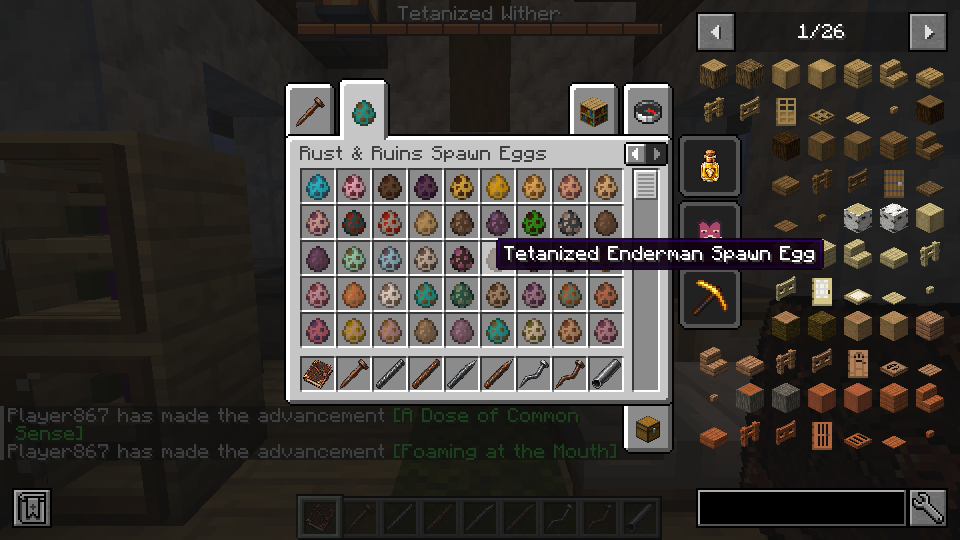 Tetanized Wither
1/26
Rust & Ruins Spawn Eggs
Tetanized Enderman Spawn Egg
Player867 has made the advancement [A Dose of Common
Sense]
Player867 has made the advancement [Foaming at the Mouth]